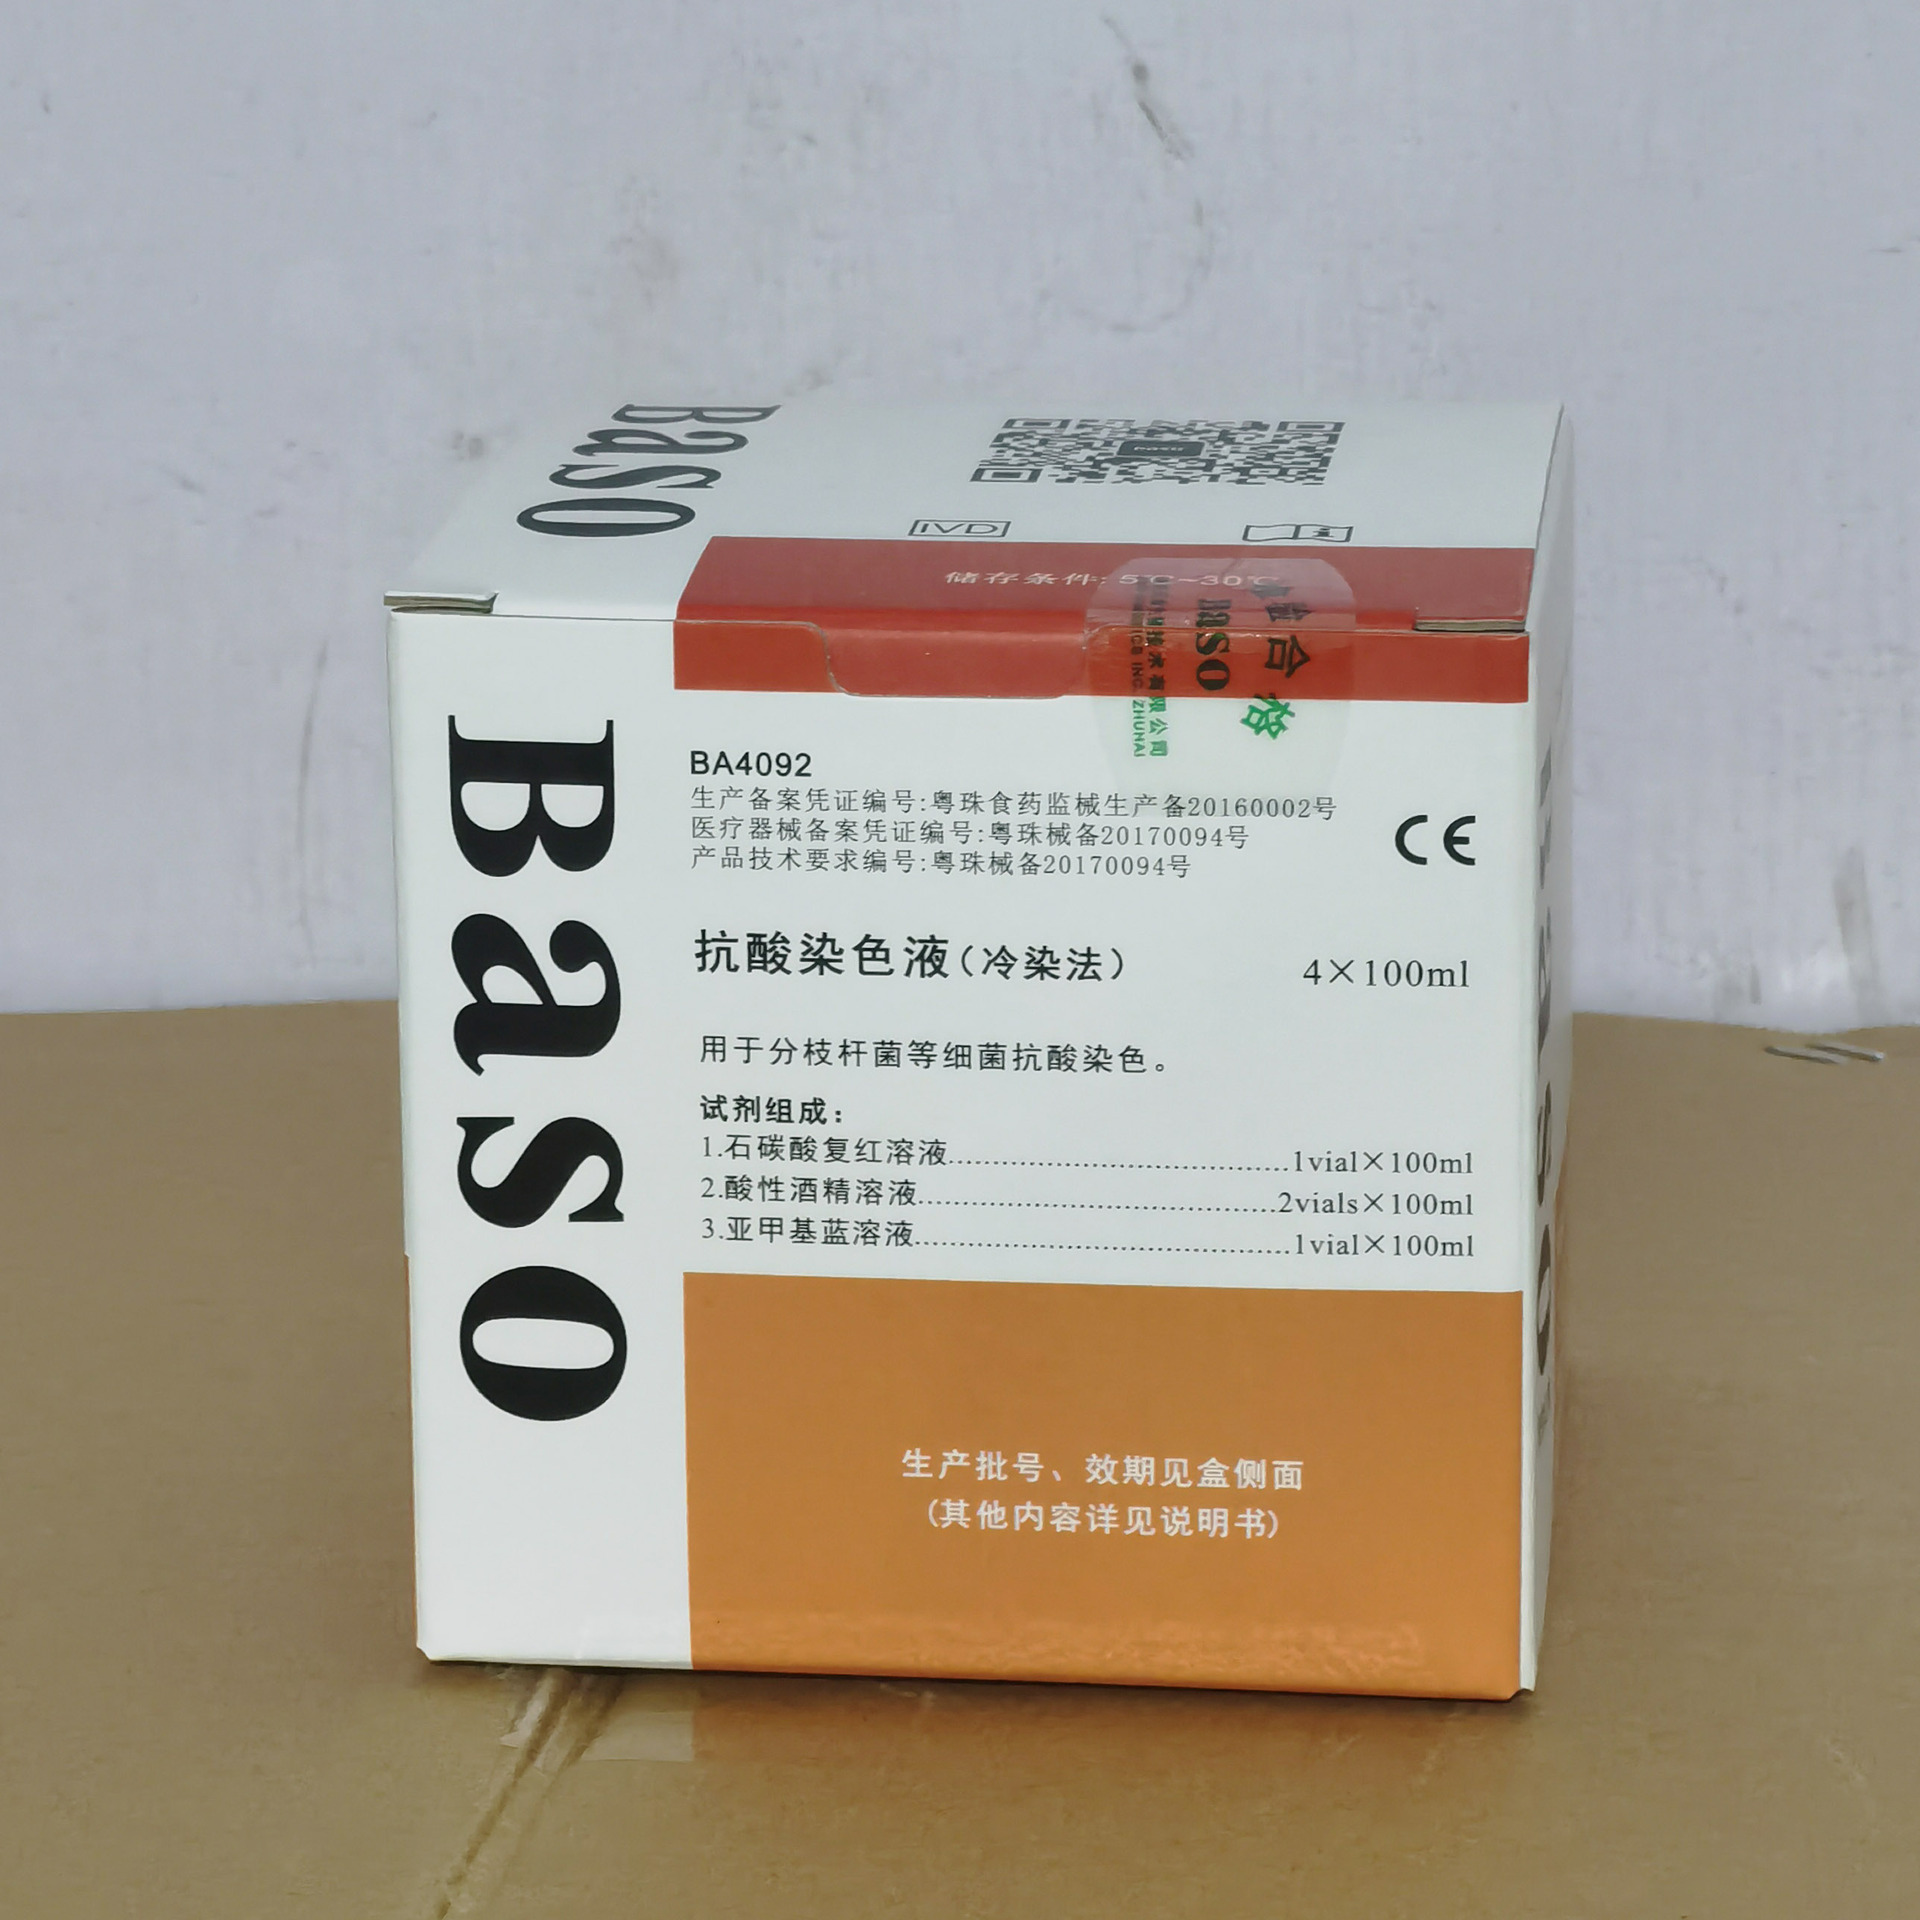 Baso
IVD
储存条件: 5℃~30℃
Baso
合格
BA4092
生产备案凭证编号:粤珠食药监械生产备20160002号
医疗器械备案凭证编号:粤珠械备20170094号
产品技术要求编号:粤珠械备20170094号
CE
抗酸染色液(冷染法) 4×100ml
用于分枝杆菌等细菌抗酸染色。
试剂组成:
1.石碳酸复红溶液......................................1vial×100ml
2.酸性酒精溶液........................................2vials×100ml
3.亚甲基蓝溶液..........................................1vial×100ml
Baso
生产批号、效期见盒侧面
(其他内容详见说明书)